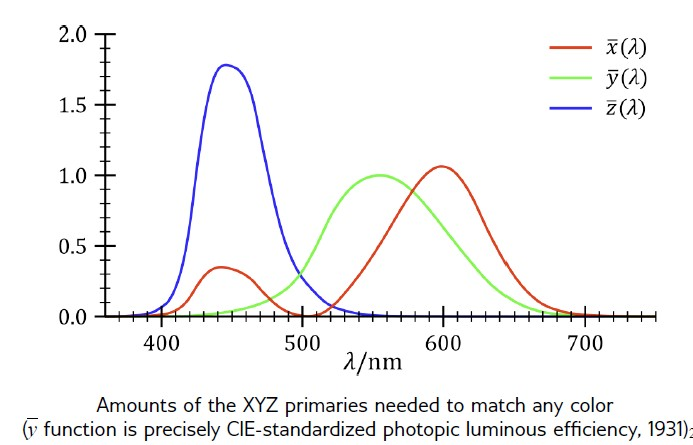 2.0
x̄(λ)
ȳ(λ)
z̄(λ)
1.5
1.0
0.5
0.0
400 500 600 700
λ/nm
Amounts of the XYZ primaries needed to match any color
(ȳ function is precisely CIE-standardized photopic luminous efficiency, 1931)